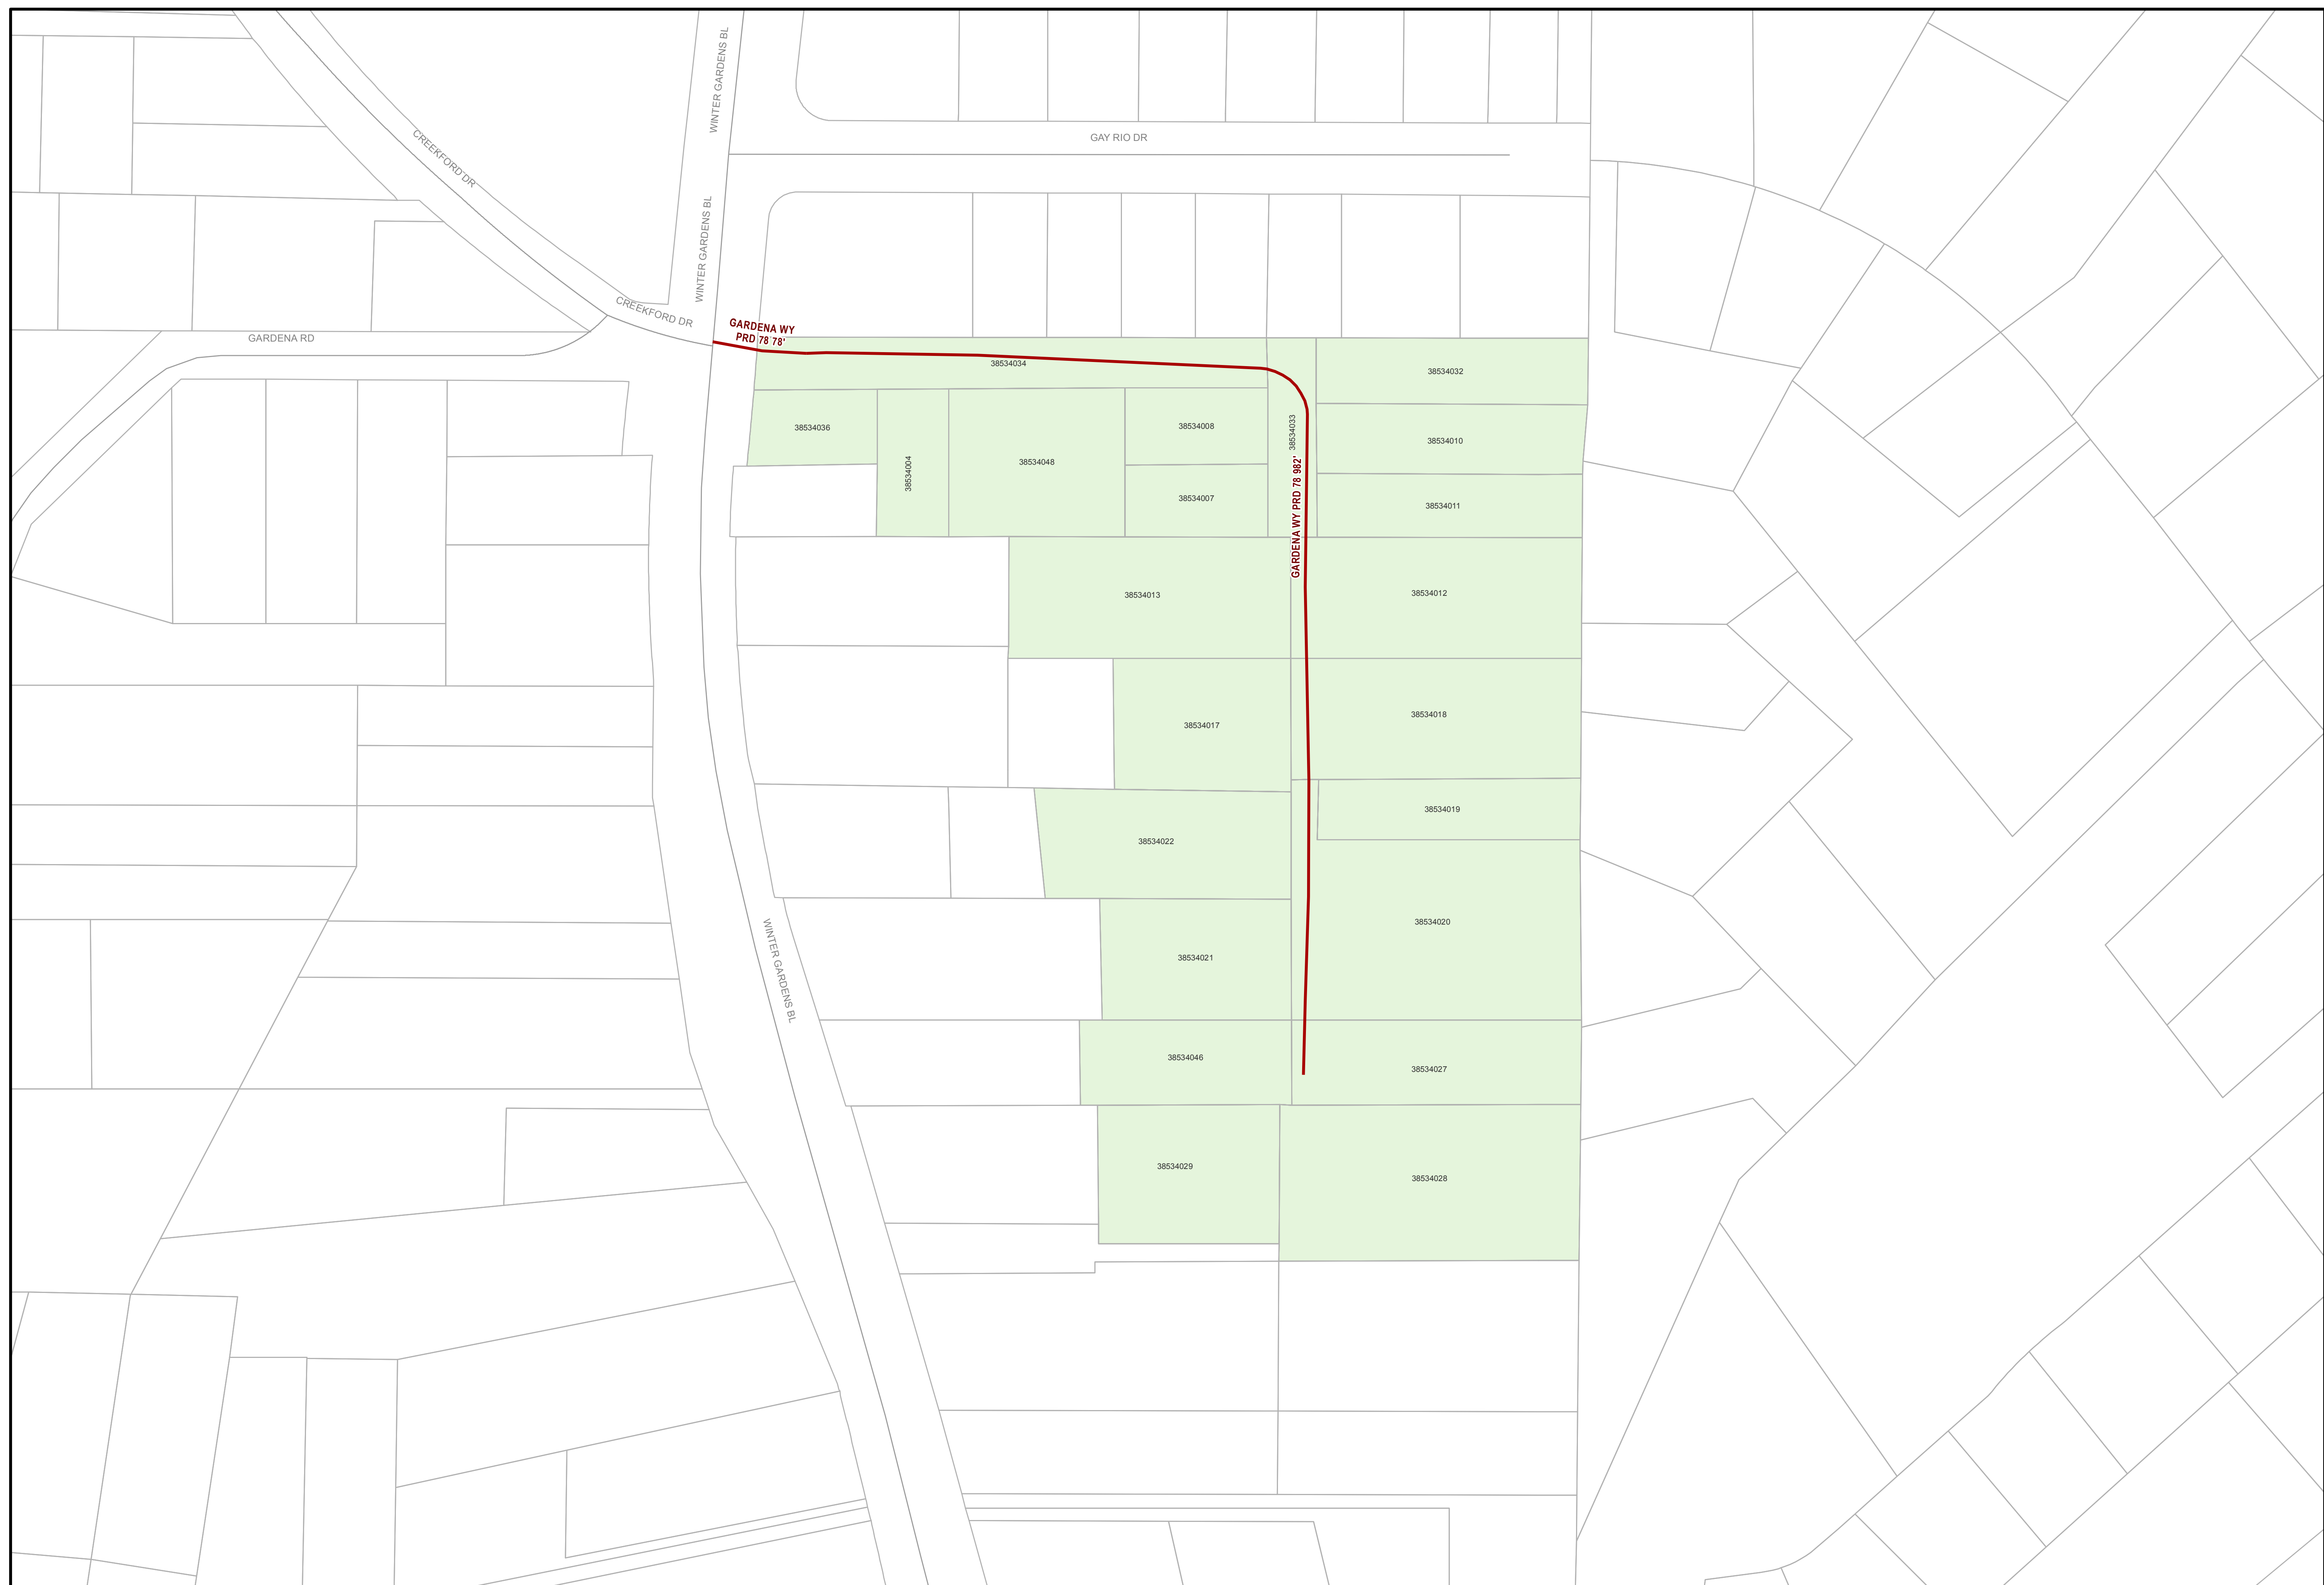 WINTER GARDENS BL
GAY RIO DR
CREEKFORD DR
WINTER GARDENS BL
CREEKFORD DR
GARDENA WY
PRD 78 78'
GARDENA RD
38534034
38534032
38534036
38534008
38534033
38534010
38534004
38534048
38534007
38534011
GARDENA WY PRD 78 982'
38534013
38534012
38534017
38534018
38534019
38534022
38534020
WINTER GARDENS BL
38534021
38534046
38534027
38534029
38534028